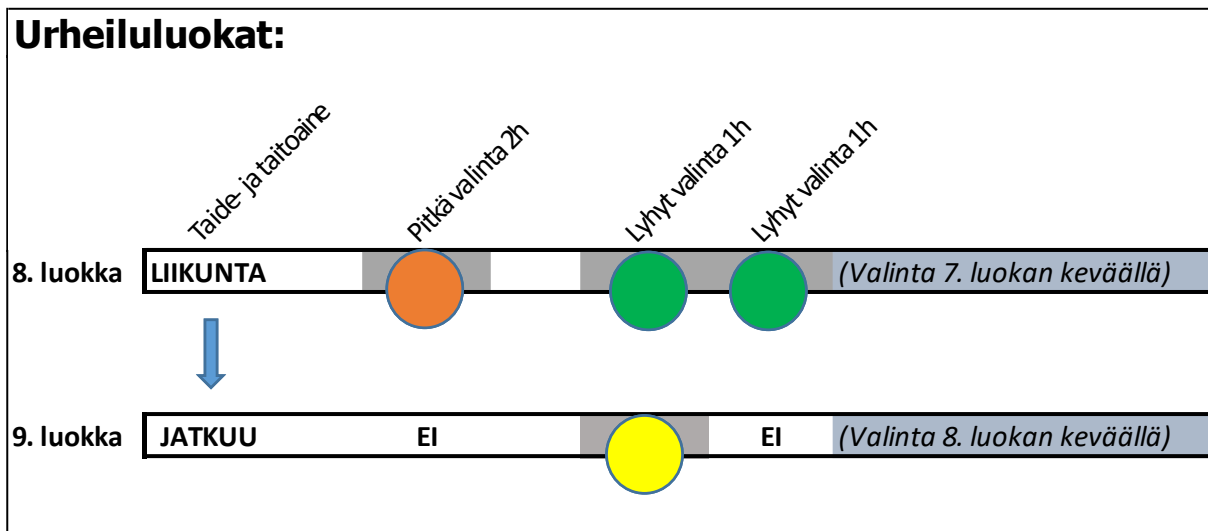 Urheiluluokat:
Taide- ja taitoaine
Pitkä valinta 2h
Lyhyt valinta 1h
Lyhyt valinta 1h
8. luokka LIIKUNTA (Valinta 7. luokan keväällä)
9. luokka JATKUU EI EI (Valinta 8. luokan keväällä)